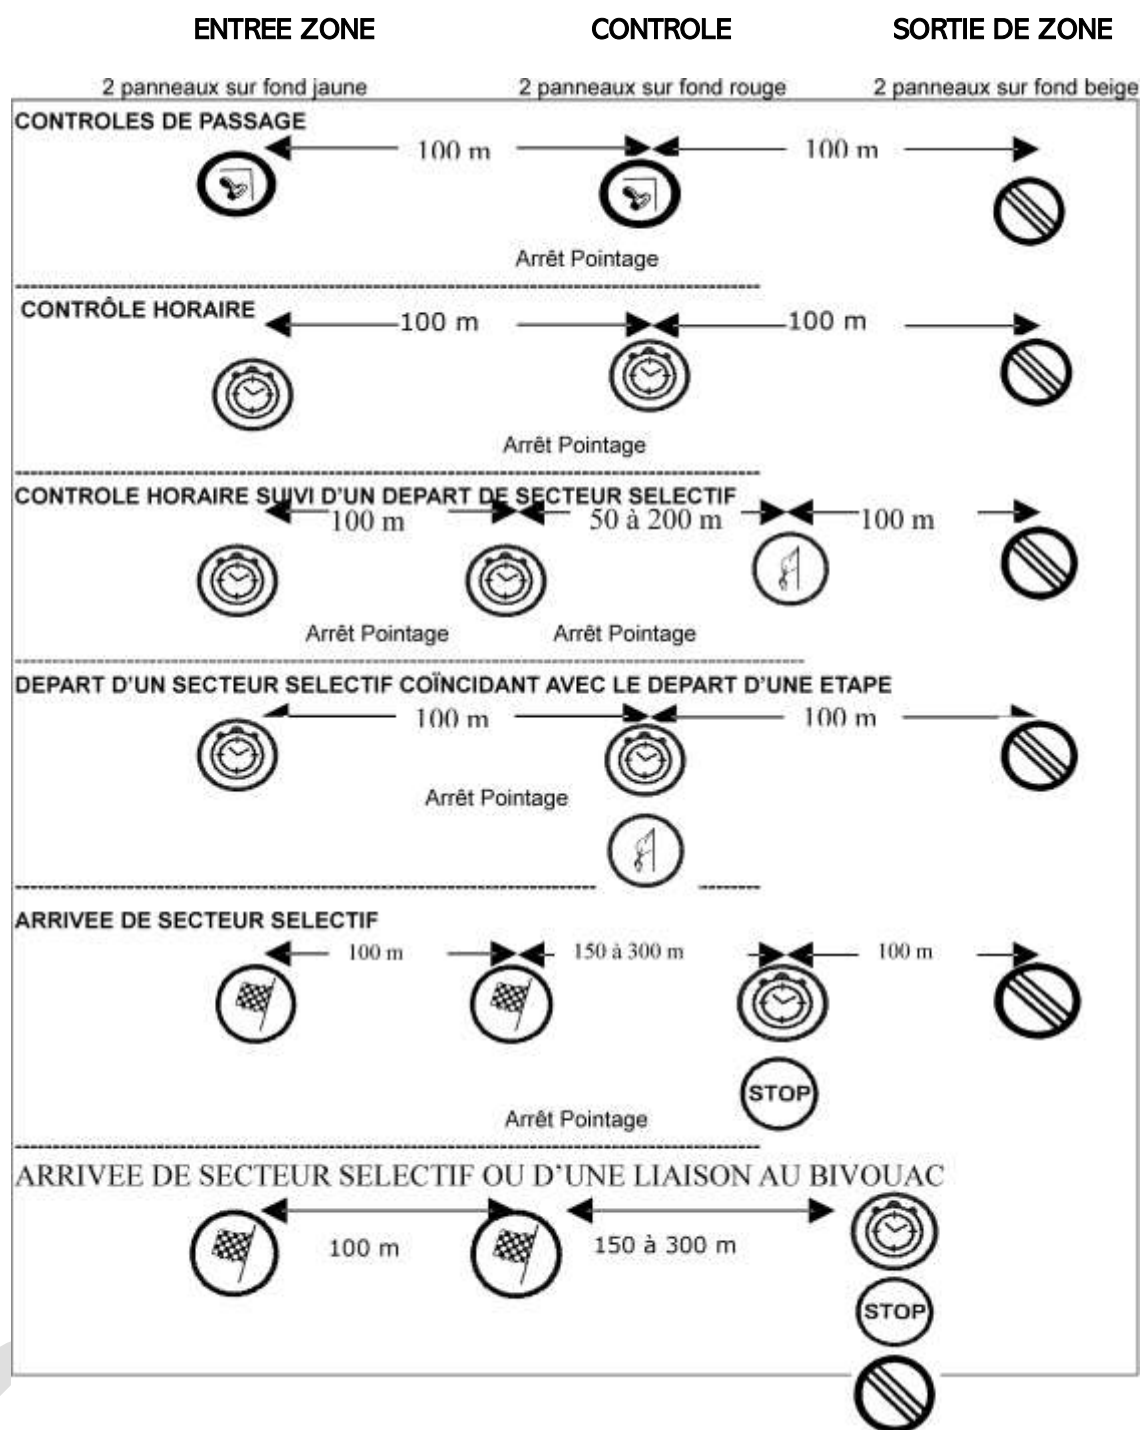 ENTREE ZONE CONTROLE SORTIE DE ZONE
2 panneaux sur fond jaune 2 panneaux sur fond rouge 2 panneaux sur fond beige
CONTROLES DE PASSAGE
100 m 100 m
Arrêt Pointage
CONTRÔLE HORAIRE
100 m 100 m
Arrêt Pointage
CONTROLE HORAIRE SUIVI D'UN DEPART DE SECTEUR SELECTIF
100 m 50 à 200 m 100 m
Arrêt Pointage Arrêt Pointage
DEPART D'UN SECTEUR SELECTIF COÏNCIDANT AVEC LE DEPART D'UNE ETAPE
100 m 100 m
Arrêt Pointage
ARRIVEE DE SECTEUR SELECTIF
100 m 150 à 300 m 100 m
STOP
Arrêt Pointage
ARRIVEE DE SECTEUR SELECTIF OU D'UNE LIAISON AU BIVOUAC
100 m 150 à 300 m
STOP